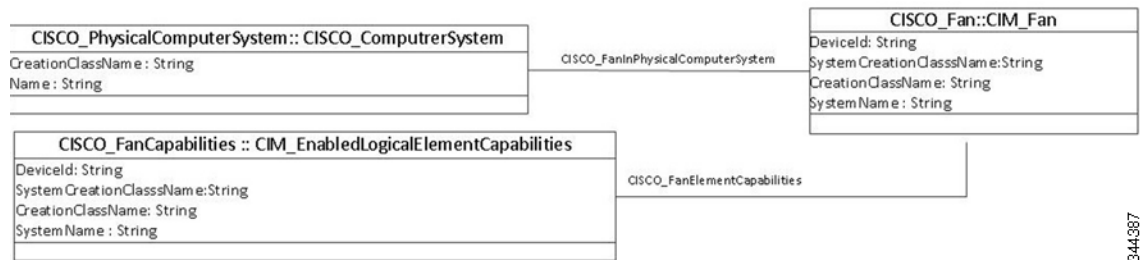 CISCO_PhysicalComputerSystem:: CISCO_ComputrerSystem
CreationClassName : String
Name : String
CISCO_FanInPhysicalComputerSystem
CISCO_Fan::CIM_Fan
DeviceId: String
SystemCreationClasssName:String
CreationClassName: String
SystemName : String
CISCO_FanCapabilities :: CIM_EnabledLogicalElementCapabilities
DeviceId: String
SystemCreationClasssName:String
CreationClassName: String
SystemName : String
CISCO_FanElementCapabilities
344387